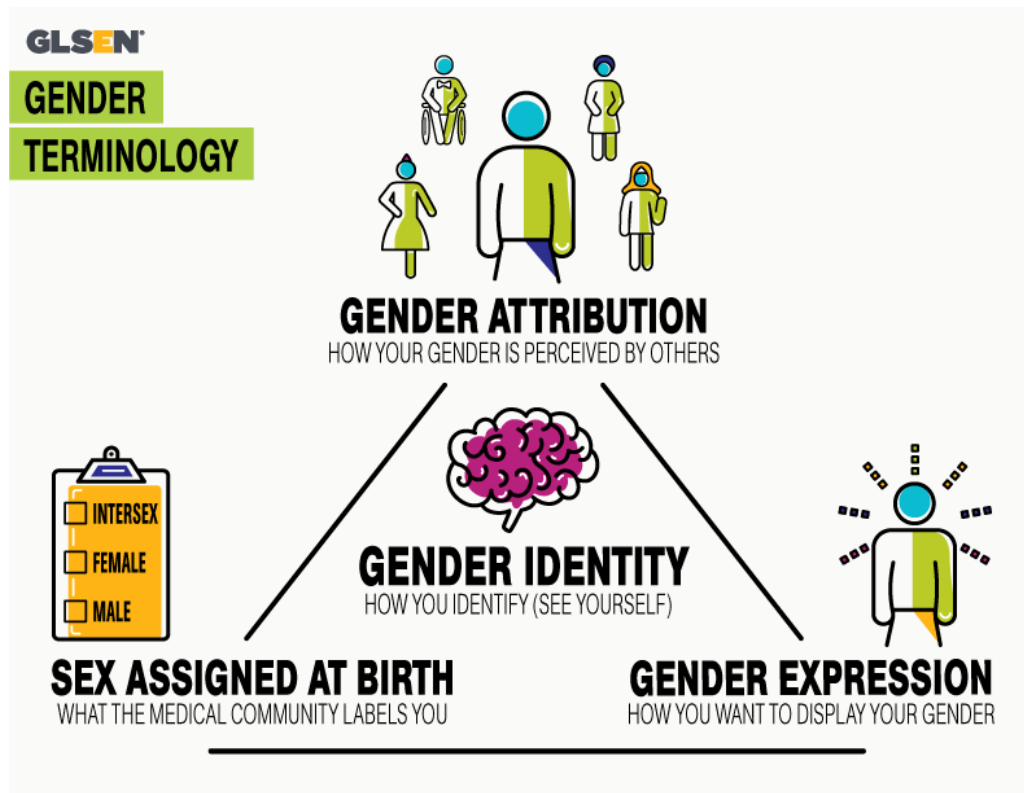 GLSEN®
GENDER
TERMINOLOGY
GENDER ATTRIBUTION
HOW YOUR GENDER IS PERCEIVED BY OTHERS
INTERSEX
FEMALE
MALE
GENDER IDENTITY
HOW YOU IDENTIFY (SEE YOURSELF)
SEX ASSIGNED AT BIRTH
WHAT THE MEDICAL COMMUNITY LABELS YOU
GENDER EXPRESSION
HOW YOU WANT TO DISPLAY YOUR GENDER